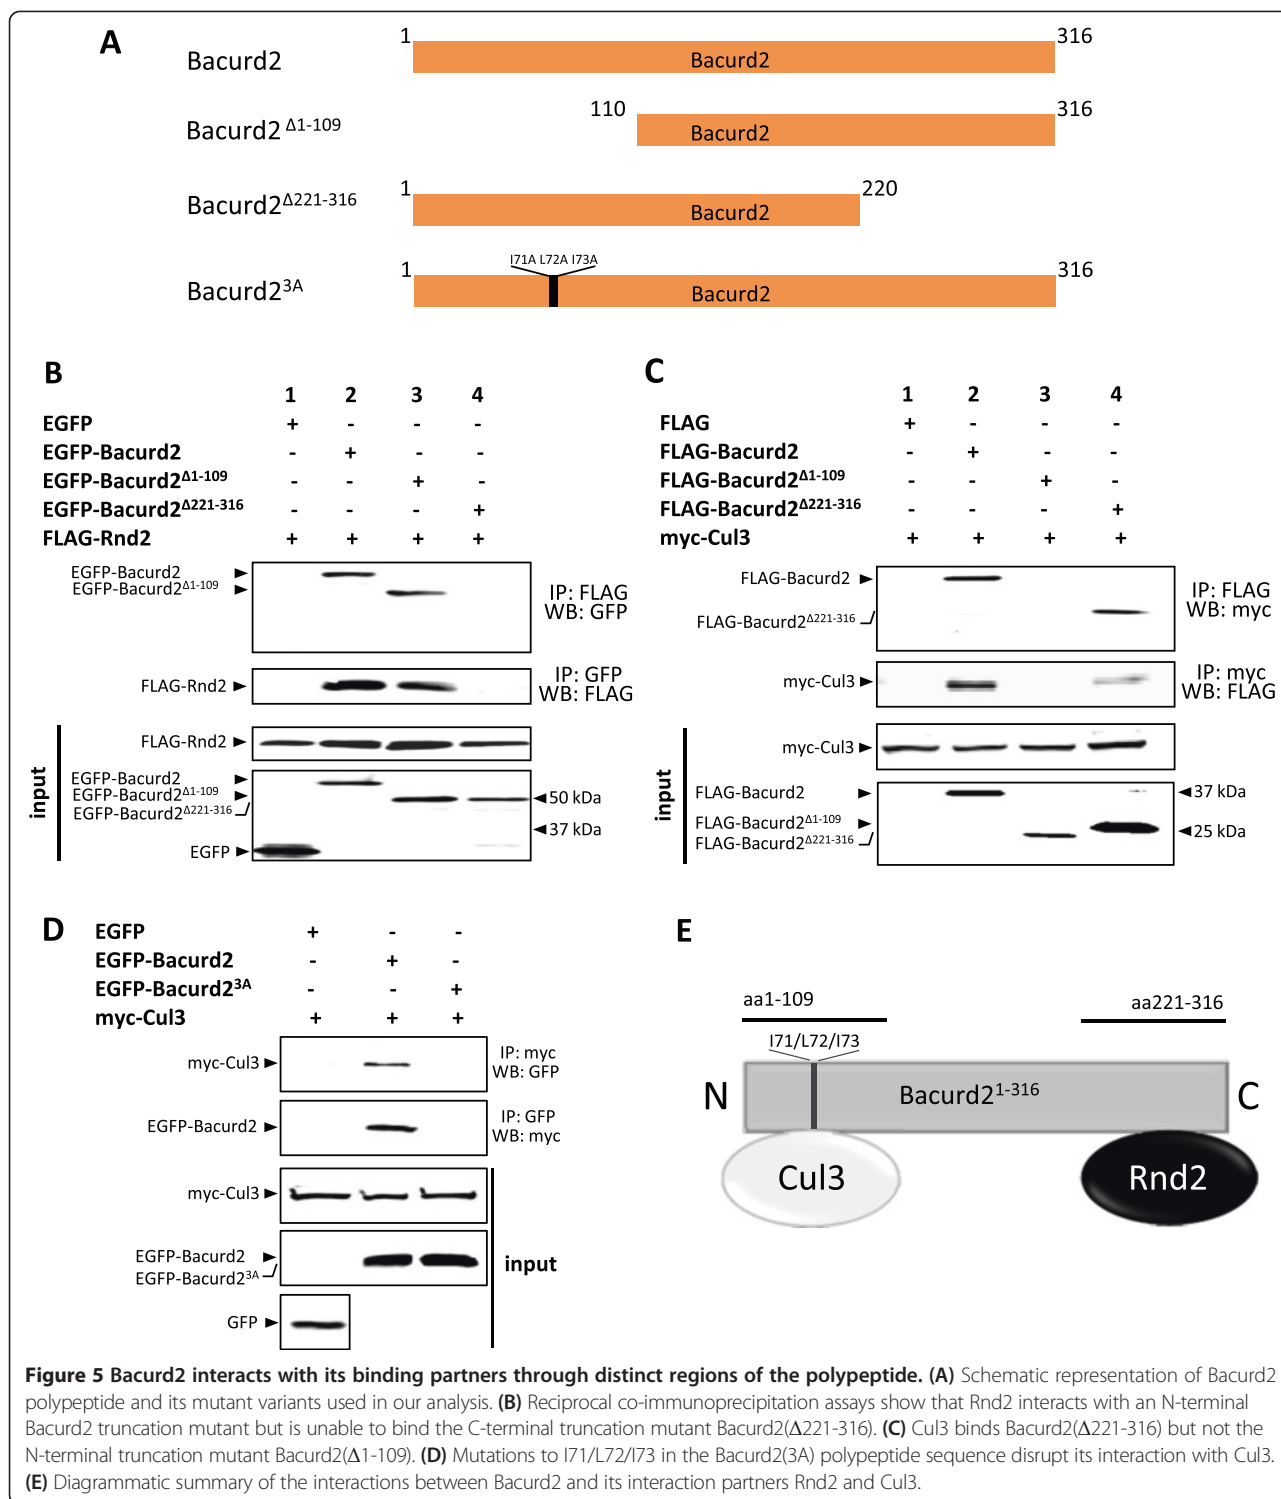 A
Bacurd2
1
316
Bacurd2
Bacurd2 Δ1-109
110
316
Bacurd2
Bacurd2Δ221-316
1
220
Bacurd2
Bacurd23A
1
I71A L72A I73A
316
Bacurd2
B
1 2 3 4
EGFP + - - -
EGFP-Bacurd2 - + - -
EGFP-Bacurd2Δ1-109 - - + -
EGFP-Bacurd2Δ221-316 - - - +
FLAG-Rnd2 + + + +
EGFP-Bacurd2
EGFP-Bacurd2Δ1-109
IP: FLAG
WB: GFP
FLAG-Rnd2
IP: GFP
WB: FLAG
input
FLAG-Rnd2
EGFP-Bacurd2
EGFP-Bacurd2Δ1-109
EGFP-Bacurd2Δ221-316
EGFP
50 kDa
37 kDa
C
1 2 3 4
FLAG + - - -
FLAG-Bacurd2 - + - -
FLAG-Bacurd2Δ1-109 - - + -
FLAG-Bacurd2Δ221-316 - - - +
myc-Cul3 + + + +
FLAG-Bacurd2
FLAG-Bacurd2Δ221-316
IP: FLAG
WB: myc
myc-Cul3
IP: myc
WB: FLAG
input
myc-Cul3
FLAG-Bacurd2
FLAG-Bacurd2Δ1-109
FLAG-Bacurd2Δ221-316
37 kDa
25 kDa
D
EGFP + - -
EGFP-Bacurd2 - + -
EGFP-Bacurd23A - - +
myc-Cul3 + + +
myc-Cul3
IP: myc
WB: GFP
EGFP-Bacurd2
IP: GFP
WB: myc
myc-Cul3
EGFP-Bacurd2
EGFP-Bacurd23A
GFP
input
E
aa1-109
aa221-316
I71/L72/I73
N
Bacurd21-316
C
Cul3
Rnd2
Figure 5 Bacurd2 interacts with its binding partners through distinct regions of the polypeptide. (A) Schematic representation of Bacurd2
polypeptide and its mutant variants used in our analysis. (B) Reciprocal co-immunoprecipitation assays show that Rnd2 interacts with an N-terminal
Bacurd2 truncation mutant but is unable to bind the C-terminal truncation mutant Bacurd2(Δ221-316). (C) Cul3 binds Bacurd2(Δ221-316) but not the
N-terminal truncation mutant Bacurd2(Δ1-109). (D) Mutations to I71/L72/I73 in the Bacurd2(3A) polypeptide sequence disrupt its interaction with Cul3.
(E) Diagrammatic summary of the interactions between Bacurd2 and its interaction partners Rnd2 and Cul3.